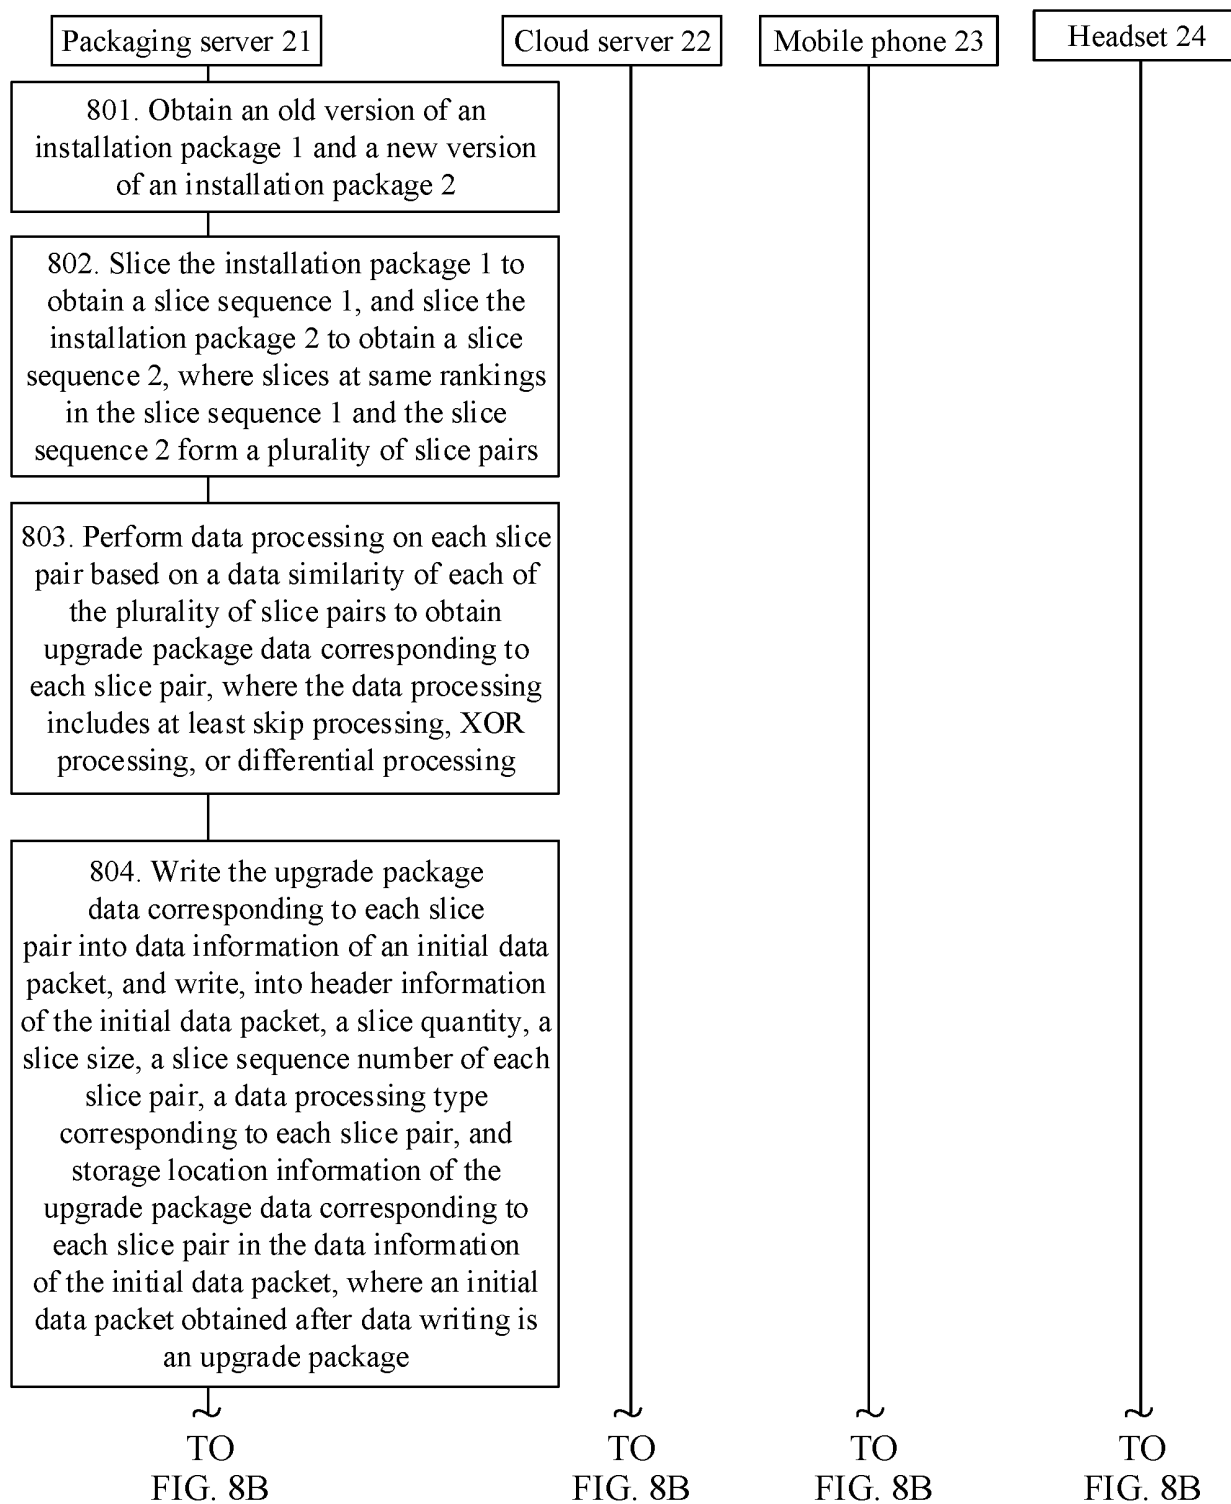 Packaging server 21
Cloud server 22
Mobile phone 23
Headset 24
801. Obtain an old version of an
installation package 1 and a new version
of an installation package 2
802. Slice the installation package 1 to
obtain a slice sequence 1, and slice the
installation package 2 to obtain a slice
sequence 2, where slices at same rankings
in the slice sequence 1 and the slice
sequence 2 form a plurality of slice pairs
803. Perform data processing on each slice
pair based on a data similarity of each of
the plurality of slice pairs to obtain
upgrade package data corresponding to
each slice pair, where the data processing
includes at least skip processing, XOR
processing, or differential processing
804. Write the upgrade package
data corresponding to each slice
pair into data information of an initial data
packet, and write, into header information
of the initial data packet, a slice quantity, a
slice size, a slice sequence number of each
slice pair, a data processing type
corresponding to each slice pair, and
storage location information of the
upgrade package data corresponding to
each slice pair in the data information
of the initial data packet, where an initial
data packet obtained after data writing is
an upgrade package
TO
FIG. 8B
TO
FIG. 8B
TO
FIG. 8B
TO
FIG. 8B